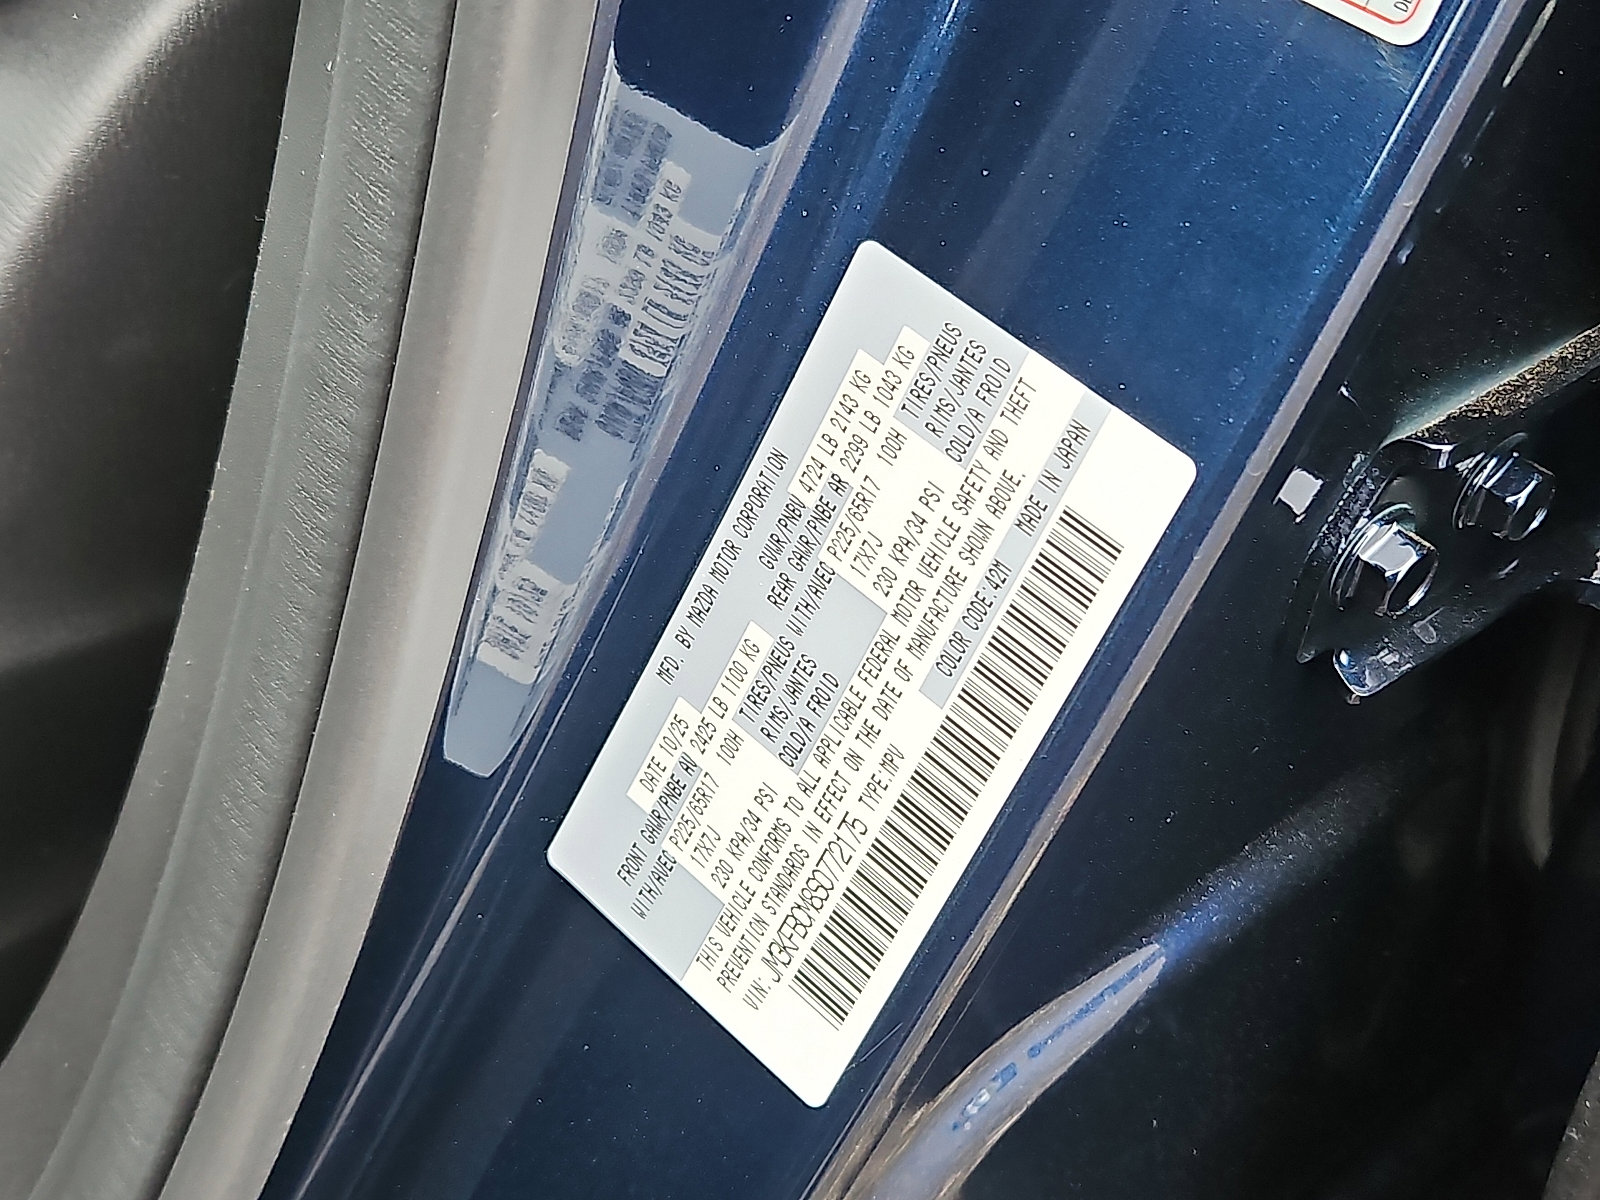 MFD. BY MAZDA MOTOR CORPORATION
DATE 10/25 GVWR/PNBV 4724 LB 2143 KG
FRONT GAWR/PNBE AV 2425 LB 1100 KG REAR GAWR/PNBE AR 2299 LB 1043 KG
WITH/AVEC P225/65R17 100H TIRES/PNEUS WITH/AVEC P225/65R17 100H TIRES/PNEUS
17X7J RIMS/JANTES 17X7J RIMS/JANTES
230 KPA/34 PSI COLD/A FROID 230 KPA/34 PSI COLD/A FROID
THIS VEHICLE CONFORMS TO ALL APPLICABLE FEDERAL MOTOR VEHICLE SAFETY AND THEFT
PREVENTION STANDARDS IN EFFECT ON THE DATE OF MANUFACTURE SHOWN ABOVE.
VIN: JM3KFBCM8S0772175 TYPE:MPV COLOR CODE:42M MADE IN JAPAN